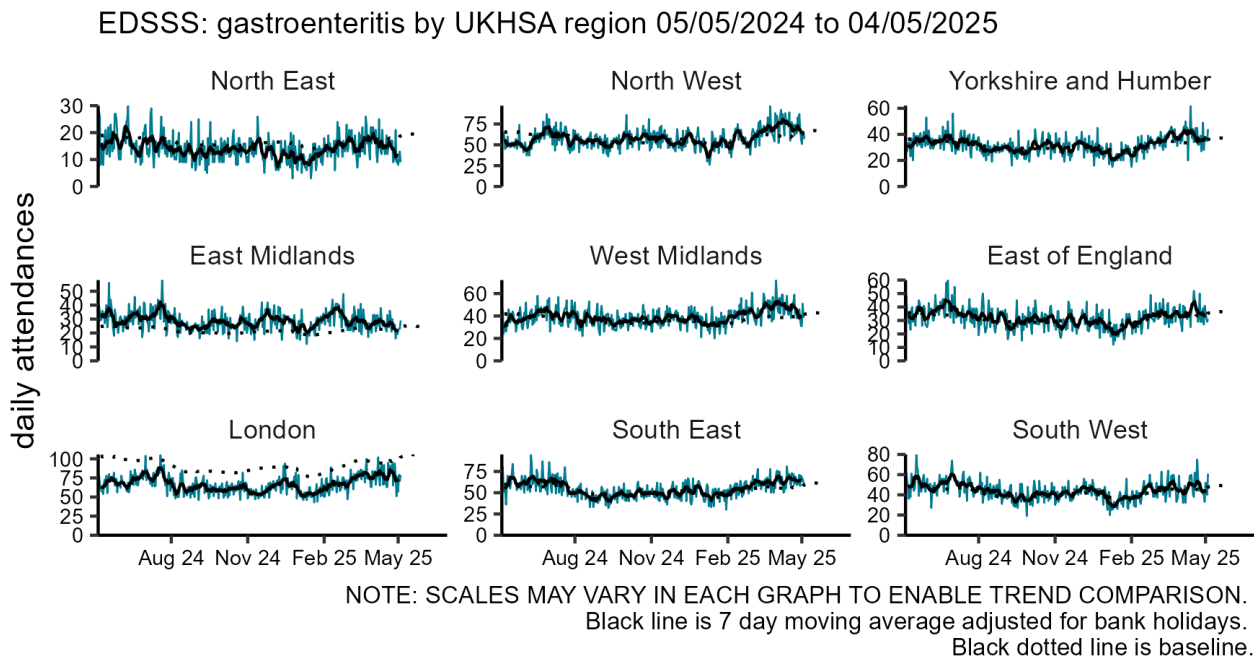 EDSSS: gastroenteritis by UKHSA region 05/05/2024 to 04/05/2025
daily attendances
North East
30
20
10
0
North West
75
50
25
0
Yorkshire and Humber
60
40
20
0
East Midlands
50
40
30
20
10
0
West Midlands
60
40
20
0
East of England
60
50
40
30
20
10
0
London
100
75
50
25
0
South East
75
50
25
0
South West
80
60
40
20
0
Aug 24 Nov 24 Feb 25 May 25
Aug 24 Nov 24 Feb 25 May 25
Aug 24 Nov 24 Feb 25 May 25
NOTE: SCALES MAY VARY IN EACH GRAPH TO ENABLE TREND COMPARISON.
Black line is 7 day moving average adjusted for bank holidays.
Black dotted line is baseline.